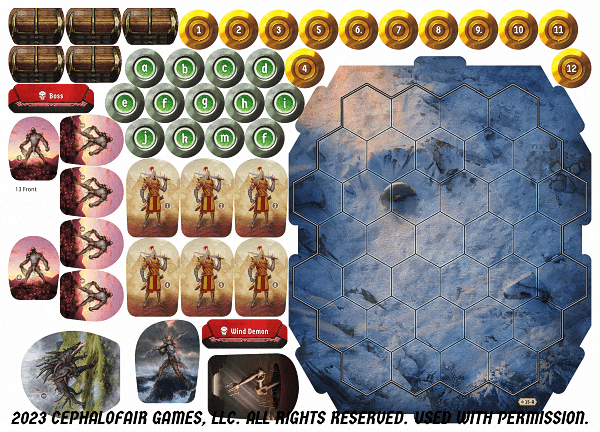 1 2 3 5 6. 7 8 9 10 11
a b c d 4 12
Boss
e f g h i
j k m f
13 Front
Wind Demon
2023 CEPHALOFAIR GAMES, LLC. ALL RIGHTS RESERVED. USED WITH PERMISSION.